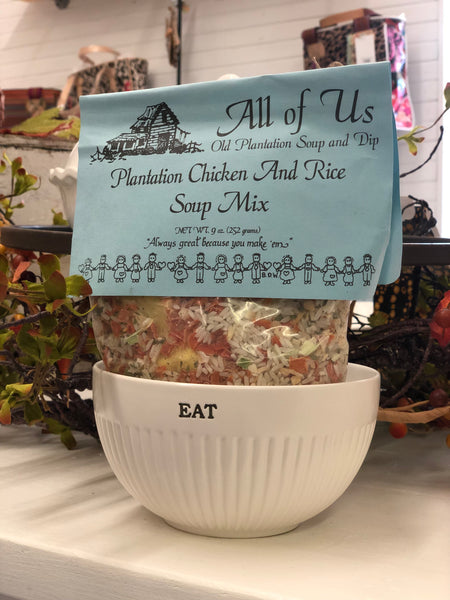 All of Us
Old Plantation Soup and Dip
Plantation Chicken And Rice
Soup Mix
NET WT. 9 oz. (252 grams)
"Always great because you make 'em"
EAT